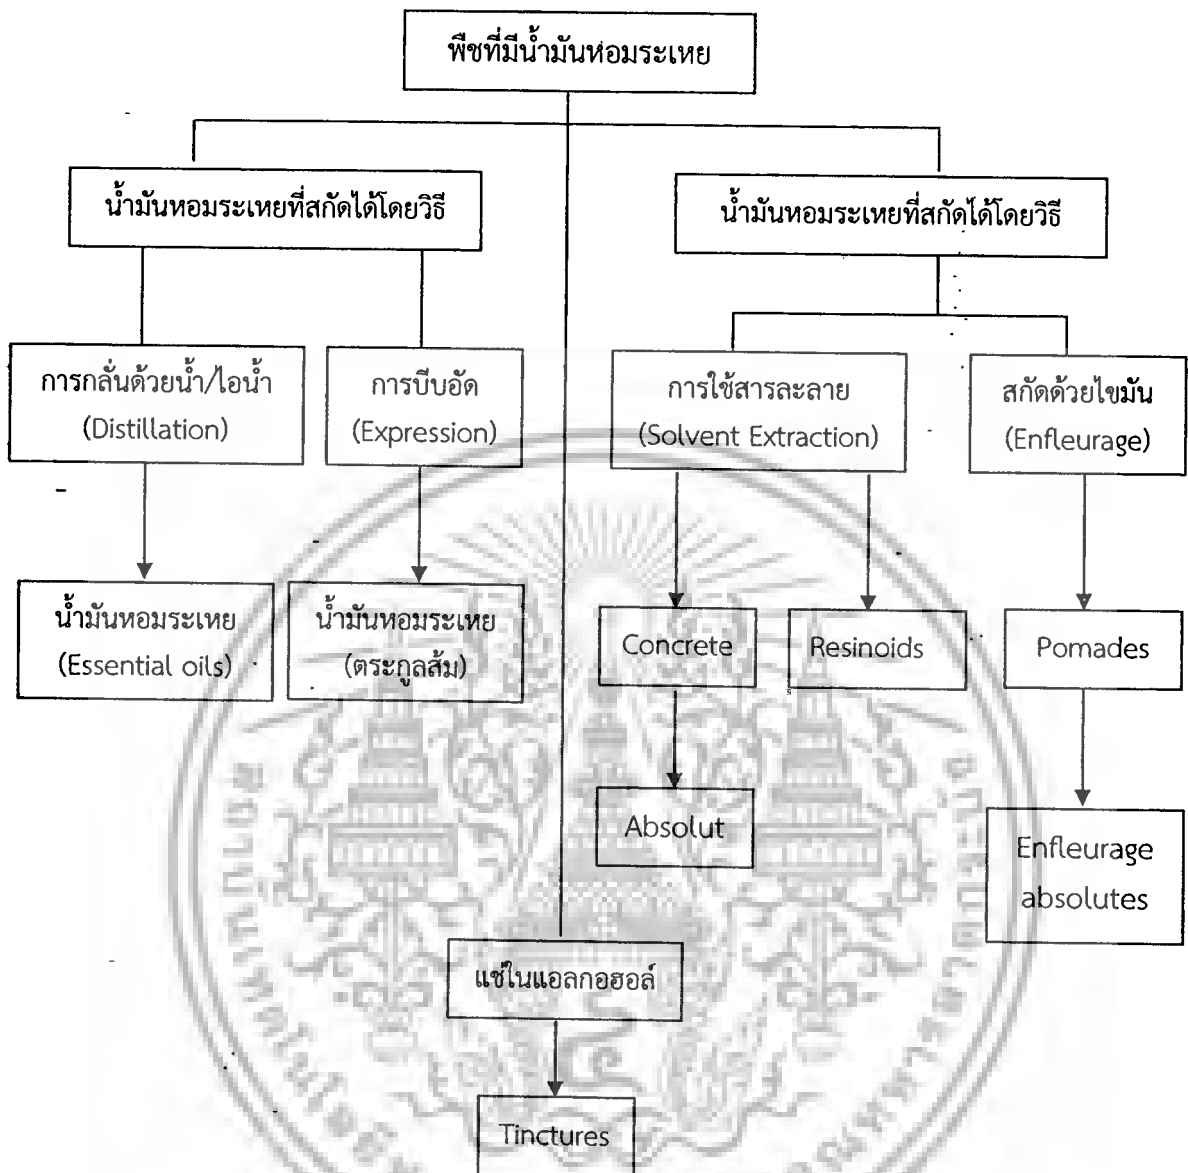 พืชที่มีน้ำมันหอมระเหย
น้ำมันหอมระเหยที่สกัดได้โดยวิธี
น้ำมันหอมระเหยที่สกัดได้โดยวิธี
การกลั่นด้วยน้ำ/ไอน้ำ
(Distillation)
การบีบอัด
(Expression)
การใช้สารละลาย
(Solvent Extraction)
สกัดด้วยไขมัน
(Enfleurage)
น้ำมันหอมระเหย
(Essential oils)
น้ำมันหอมระเหย
(ตระกูลส้ม)
Concrete
Resinoids
Pomades
Absolut
Enfleurage
absolutes
แช่ในแอลกอฮอล์
Tinctures